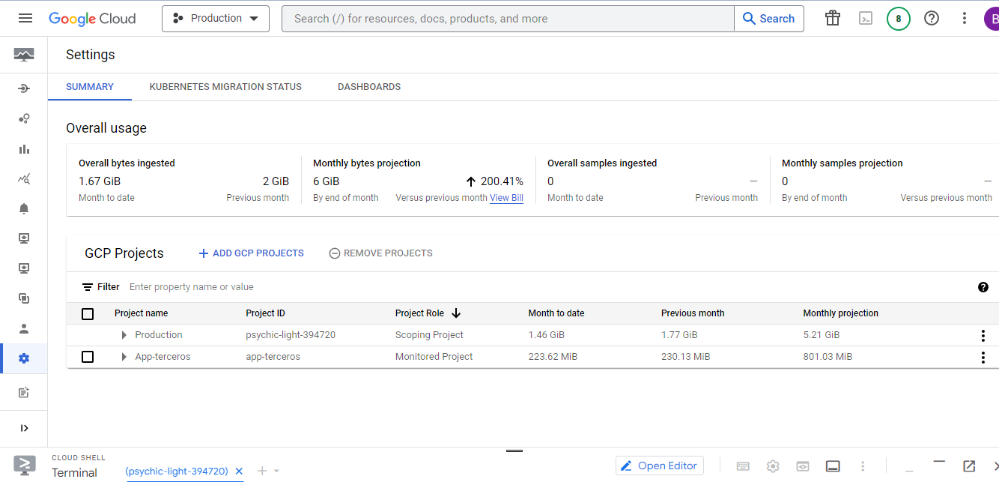 Google Cloud
Production
Search (/) for resources, docs, products, and more
Search
8
B
Settings
SUMMARY
KUBERNETES MIGRATION STATUS
DASHBOARDS
Overall usage
Overall bytes ingested
1.67 GiB 2 GiB
Month to date Previous month
Monthly bytes projection
6 GiB 200.41%
By end of month Versus previous month View Bill
Overall samples ingested
0 –
Month to date Previous month
Monthly samples projection
0 –
By end of month Versus previous month
GCP Projects
ADD GCP PROJECTS
REMOVE PROJECTS
Filter Enter property name or value
Project name Project ID Project Role Month to date Previous month Monthly projection
Production psychic-light-394720 Scoping Project 1.46 GiB 1.77 GiB 5.21 GiB
App-terceros app-terceros Monitored Project 223.62 MiB 230.13 MiB 801.03 MiB
CLOUD SHELL
Terminal
(psychic-light-394720)
Open Editor